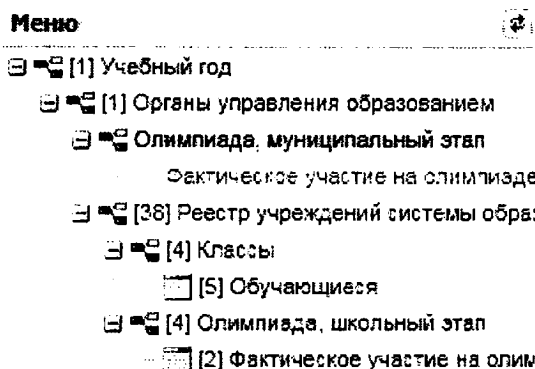 Меню
[1] Учебный год
[1] Органы управления образованием
Олимпиада, муниципальный этап
Фактическое участие на олимпиаде
[38] Реестр учреждений системы обра
[4] Классы
[5] Обучающиеся
[4] Олимпиада, школьный этап
[2] Фактическое участие на олим